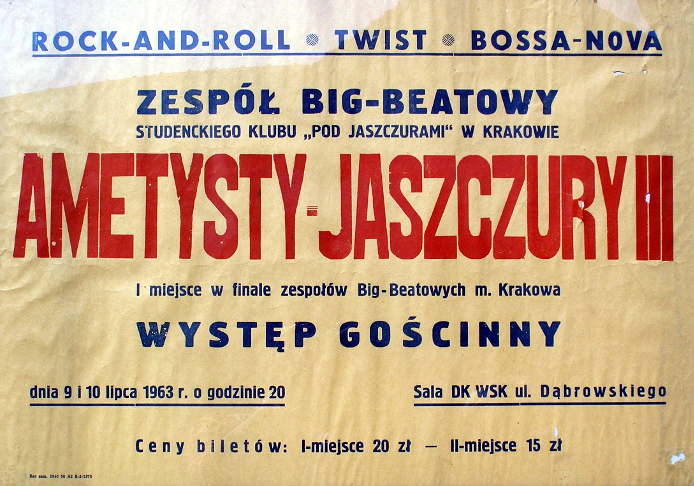 ROCK-AND-ROLL ● TWIST ● BOSSA-NOVA
ZESPÓŁ BIG-BEATOWY
STUDENCKIEGO KLUBU „POD JASZCZURAMI" W KRAKOWIE
AMETYSTY-JASZCZURY III
I miejsce w finale zespołów Big-Beatowych m. Krakowa
WYSTĘP GOŚCINNY
dnia 9 i 10 lipca 1963 r. o godzinie 20
Sala DK WSK ul. Dąbrowskiego
Ceny biletów: I-miejsce 20 zł — II-miejsce 15 zł